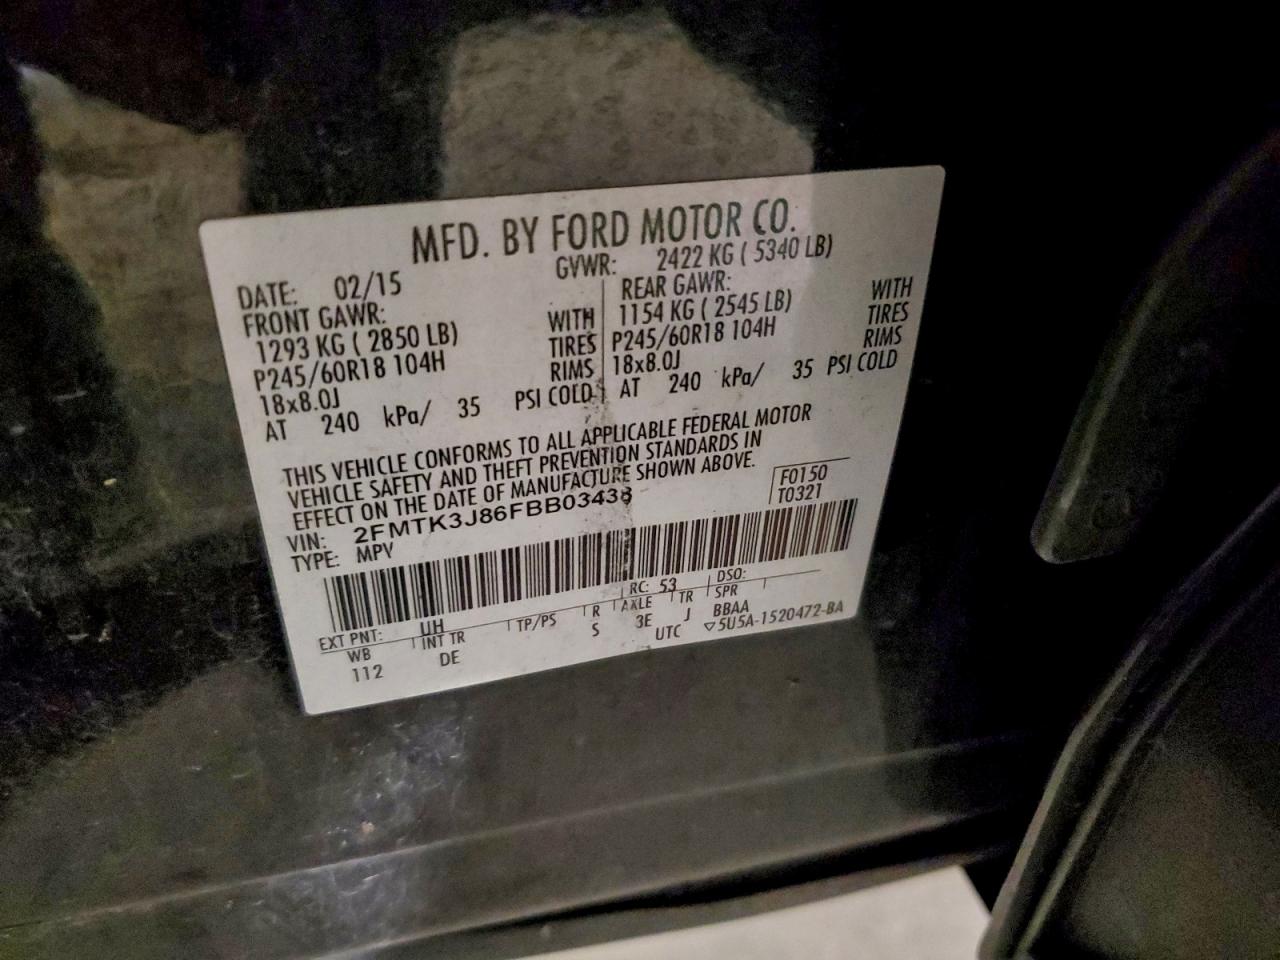 MFD. BY FORD MOTOR CO.
DATE: 02/15
GVWR: 2422 KG ( 5340 LB)
FRONT GAWR:
1293 KG ( 2850 LB) WITH
P245/60R18 104H TIRES
18x8.0J RIMS
AT 240 kPa/ 35 PSI COLD
REAR GAWR:
1154 KG ( 2545 LB) WITH
P245/60R18 104H TIRES
18x8.0J RIMS
AT 240 kPa/ 35 PSI COLD
THIS VEHICLE CONFORMS TO ALL APPLICABLE FEDERAL MOTOR
VEHICLE SAFETY AND THEFT PREVENTION STANDARDS IN
EFFECT ON THE DATE OF MANUFACTURE SHOWN ABOVE.
VIN: 2FMTK3J86FBB03438
TYPE: MPV
F0150
T0321
EXT PNT: UH RC: 53 DSO:
WB INT TR TP/PS R AXLE TR SPR
112 DE S 3E J BBAA
UTC ▽5U5A-1520472-BA